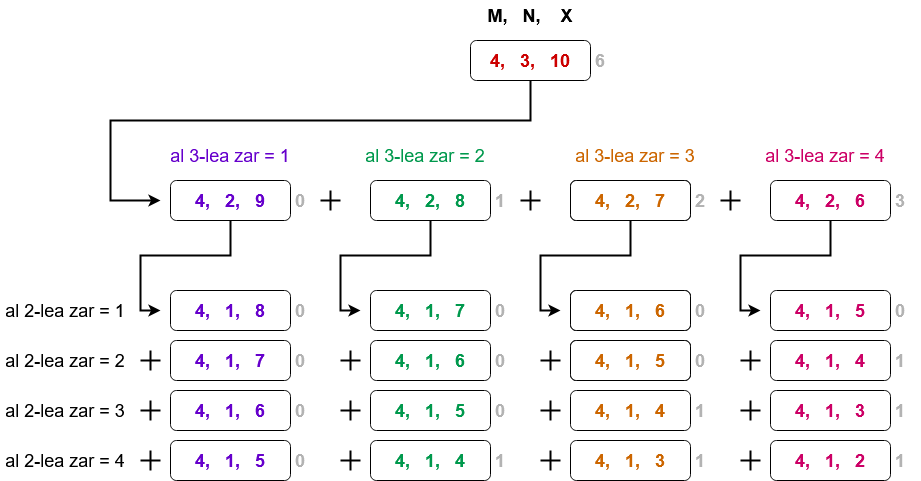 M, N, X
4, 3, 10 6
al 3-lea zar = 1 al 3-lea zar = 2 al 3-lea zar = 3 al 3-lea zar = 4
4, 2, 9 0 + 4, 2, 8 1 + 4, 2, 7 2 + 4, 2, 6 3
al 2-lea zar = 1 4, 1, 8 0 4, 1, 7 0 4, 1, 6 0 4, 1, 5 0
al 2-lea zar = 2 + 4, 1, 7 0 + 4, 1, 6 0 + 4, 1, 5 0 + 4, 1, 4 1
al 2-lea zar = 3 + 4, 1, 6 0 + 4, 1, 5 0 + 4, 1, 4 1 + 4, 1, 3 1
al 2-lea zar = 4 + 4, 1, 5 0 + 4, 1, 4 1 + 4, 1, 3 1 + 4, 1, 2 1